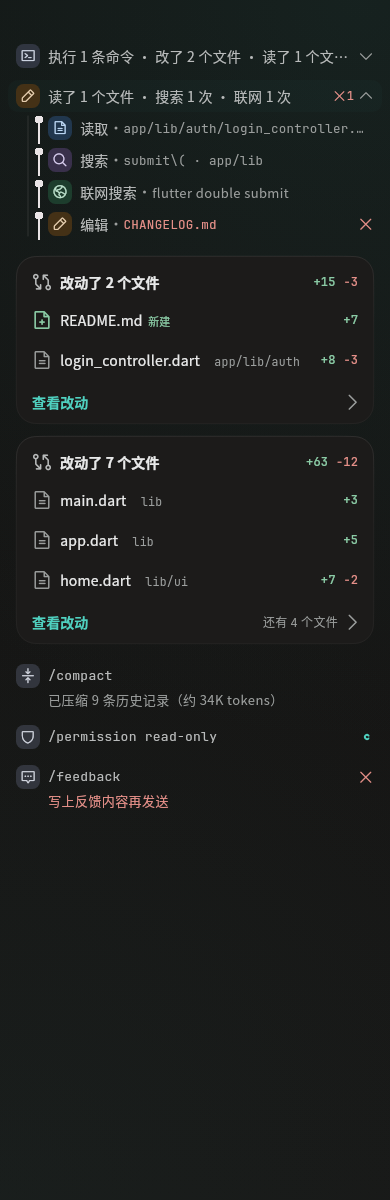 执行 1 条命令 · 改了 2 个文件 · 读了 1 个文…
读了 1 个文件 · 搜索 1 次 · 联网 1 次 ×1
读取 · app/lib/auth/login_controller.…
搜索 · submit\( · app/lib
联网搜索 · flutter double submit
编辑 · CHANGELOG.md
改动了 2 个文件 +15 -3
README.md 新建 +7
login_controller.dart app/lib/auth +8 -3
查看改动
改动了 7 个文件 +63 -12
main.dart lib +3
app.dart lib +5
home.dart lib/ui +7 -2
查看改动 还有 4 个文件
/compact
已压缩 9 条历史记录（约 34K tokens）
/permission read-only
/feedback
写上反馈内容再发送